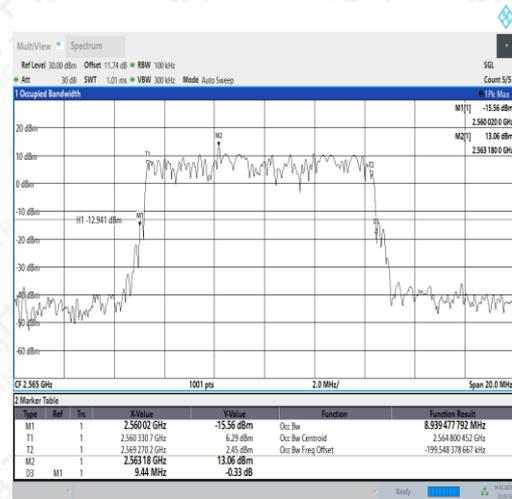 MultiView Spectrum
Ref Level 30.00 dBm Offset 11.74 dB RBW 100 kHz SGL
Att 30 dB SWT 1.01 ms VBW 300 kHz Mode Auto Sweep Count 5/5
1 Occupied Bandwidth 1Pk Max
M1[1] -15.56 dBm
2.560 020 0 GHz
M2[1] 13.06 dBm
2.563 180 0 GHz
20 dBm
10 dBm
0 dBm
-10 dBm
-20 dBm
-30 dBm
-40 dBm
-50 dBm
-60 dBm
T1
M2
T2
H1 -12.941 dBm
M1
D3
CF 2.565 GHz 1001 pts 2.0 MHz/ Span 20.0 MHz
2 Marker Table
Type Ref Trc X-Value Y-Value Function Function Result
M1 1 2.560 02 GHz -15.56 dBm Occ Bw 8.939 477 792 MHz
T1 1 2.560 330 7 GHz 6.29 dBm Occ Bw Centroid 2.564 800 452 GHz
T2 1 2.569 270 2 GHz 2.45 dBm Occ Bw Freq Offset -199.548 378 667 kHz
M2 1 2.563 18 GHz 13.06 dBm
D3 M1 1 9.44 MHz -0.33 dB
Ready